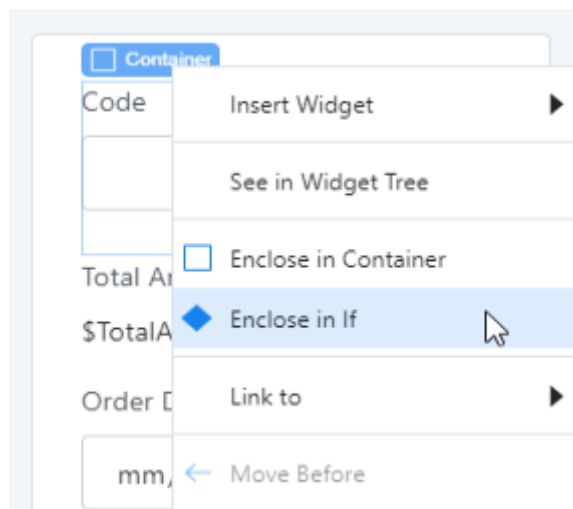 Container
Code
Insert Widget
See in Widget Tree
Enclose in Container
Total
Enclose in If
$TotalA
Order
Link to
mm/
Move Before